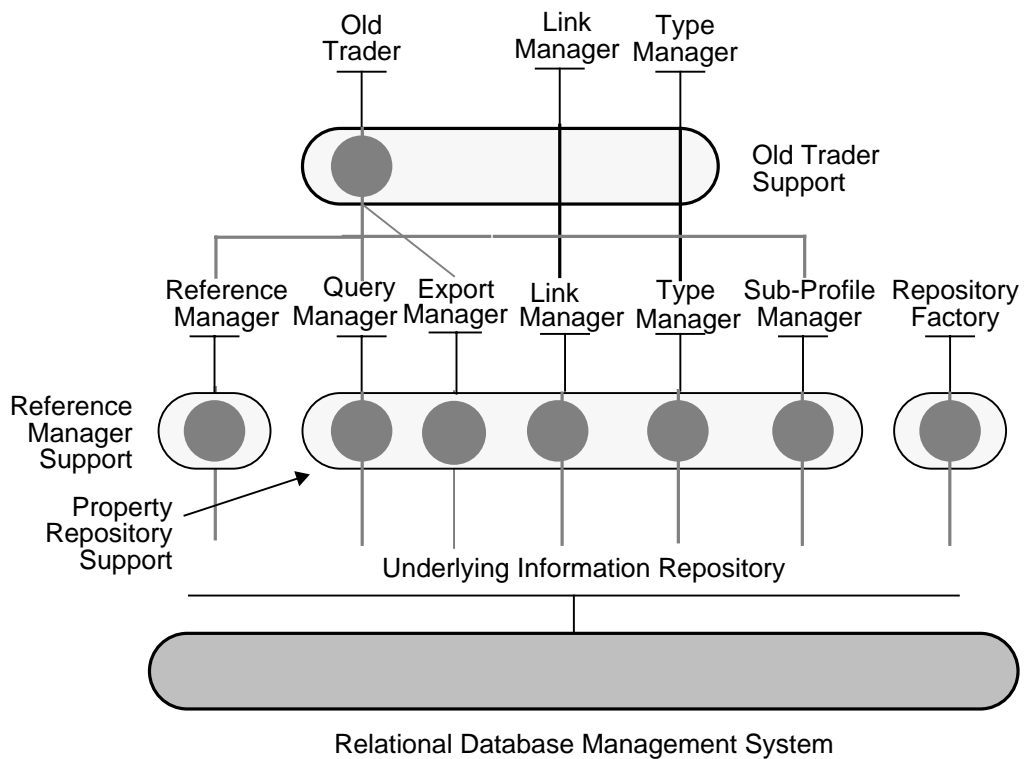 Old
Trader
Link
Manager
Type
Manager
Old Trader
Support
Reference
Manager
Query
Manager
Export
Manager
Link
Manager
Type
Manager
Sub-Profile
Manager
Repository
Factory
Reference
Manager
Support
Property
Repository
Support
Underlying Information Repository
Relational Database Management System